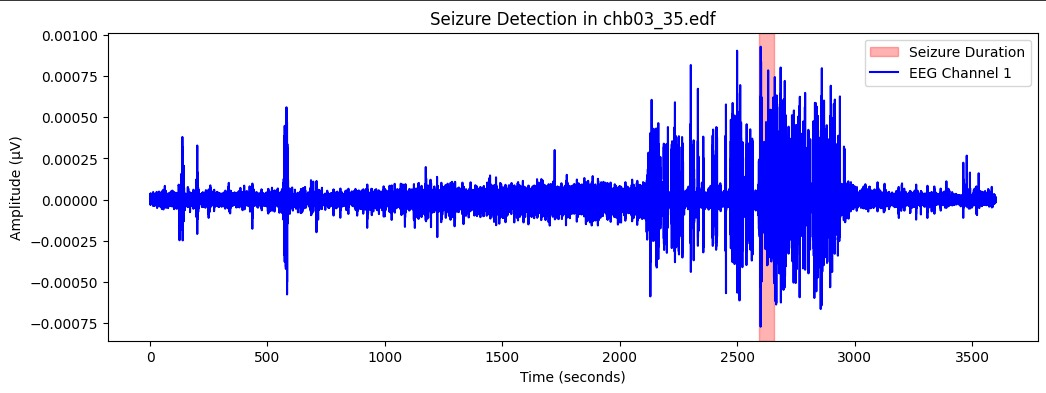 Seizure Detection in chb03_35.edf
Seizure Duration
EEG Channel 1
Amplitude (µV)
0.00100
0.00075
0.00050
0.00025
0.00000
−0.00025
−0.00050
−0.00075
0 500 1000 1500 2000 2500 3000 3500
Time (seconds)